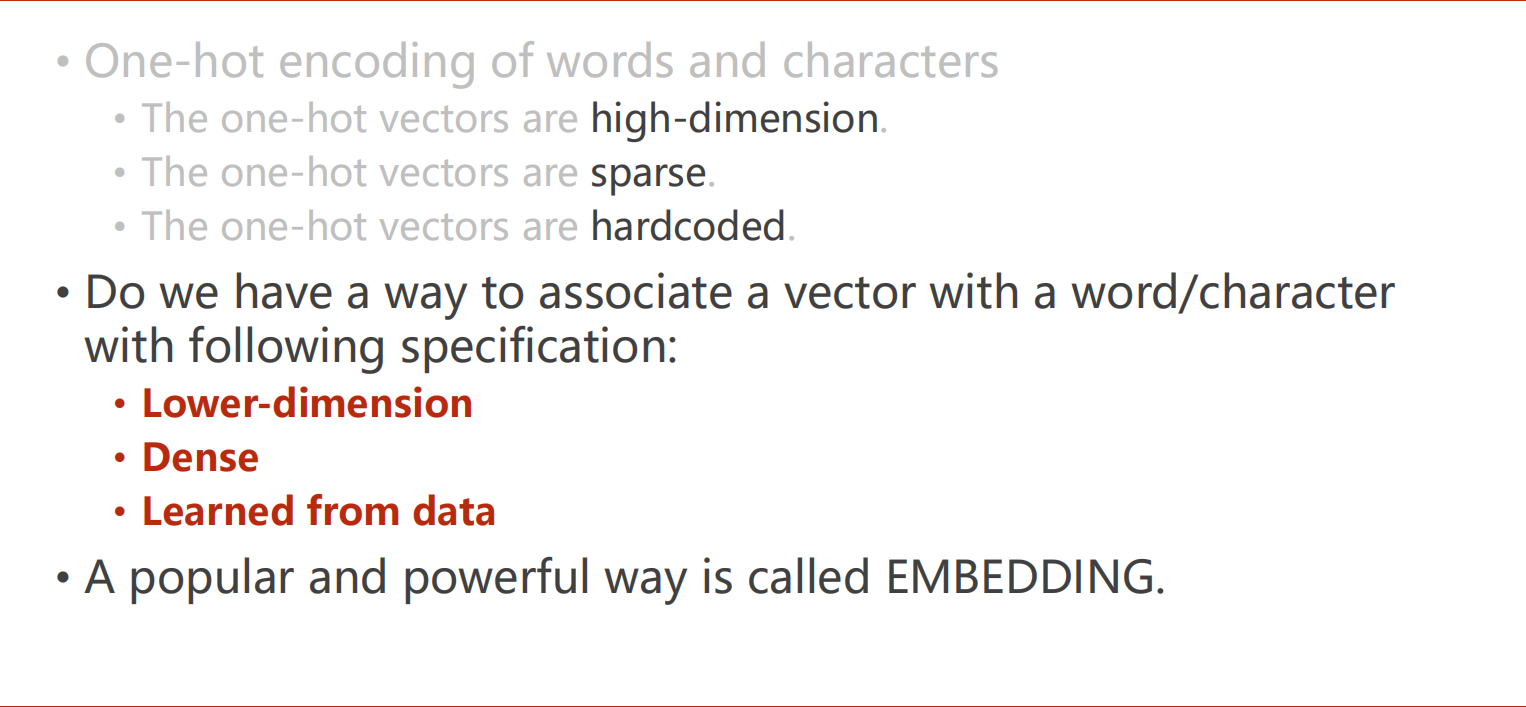 • One-hot encoding of words and characters
• The one-hot vectors are high-dimension.
• The one-hot vectors are sparse.
• The one-hot vectors are hardcoded.
• Do we have a way to associate a vector with a word/character
with following specification:
• Lower-dimension
• Dense
• Learned from data
• A popular and powerful way is called EMBEDDING.